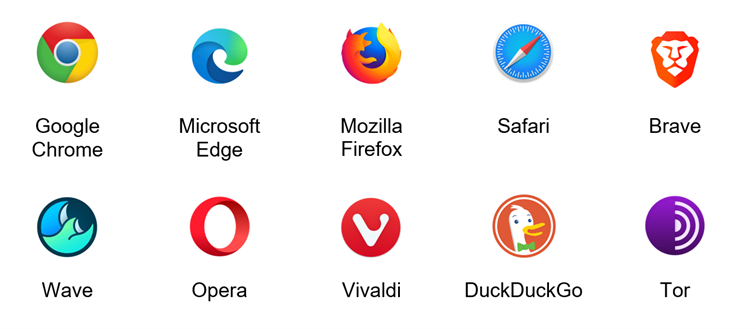 Google
Chrome
Microsoft
Edge
Mozilla
Firefox
Safari
Brave
Wave
Opera
Vivaldi
DuckDuckGo
Tor